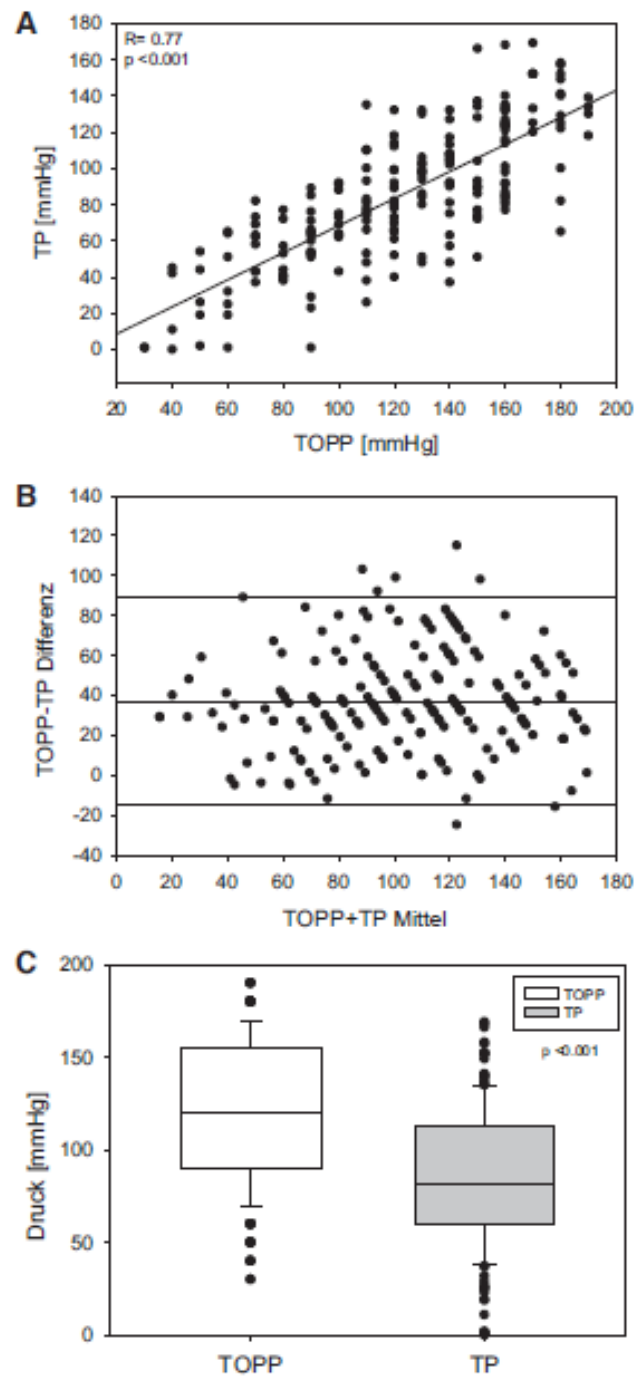 A
R= 0.77
p <0.001
180
160
140
120
100
80
60
40
20
0
TP [mmHg]
20 40 60 80 100 120 140 160 180 200
TOPP [mmHg]
B
140
120
100
80
60
40
20
0
-20
-40
TOPP-TP Differenz
0 20 40 60 80 100 120 140 160 180
TOPP+TP Mittel
C
200
150
100
50
0
Druck [mmHg]
TOPP
TP
p <0.001
TOPP TP